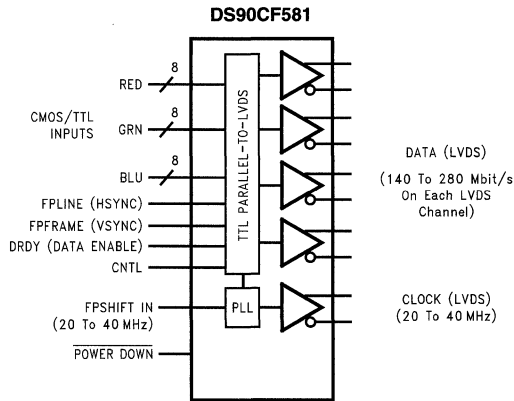 DS90CF581
8
RED
8
CMOS/TTL
INPUTS
GRN
8
BLU
FPLINE (HSYNC)
FPFRAME (VSYNC)
DRDY (DATA ENABLE)
CNTL
TTL PARALLEL-TO-LVDS
DATA (LVDS)
(140 To 280 Mbit/s
On Each LVDS
Channel)
FPSHIFT IN
(20 To 40 MHz)
PLL
CLOCK (LVDS)
(20 To 40 MHz)
POWER DOWN